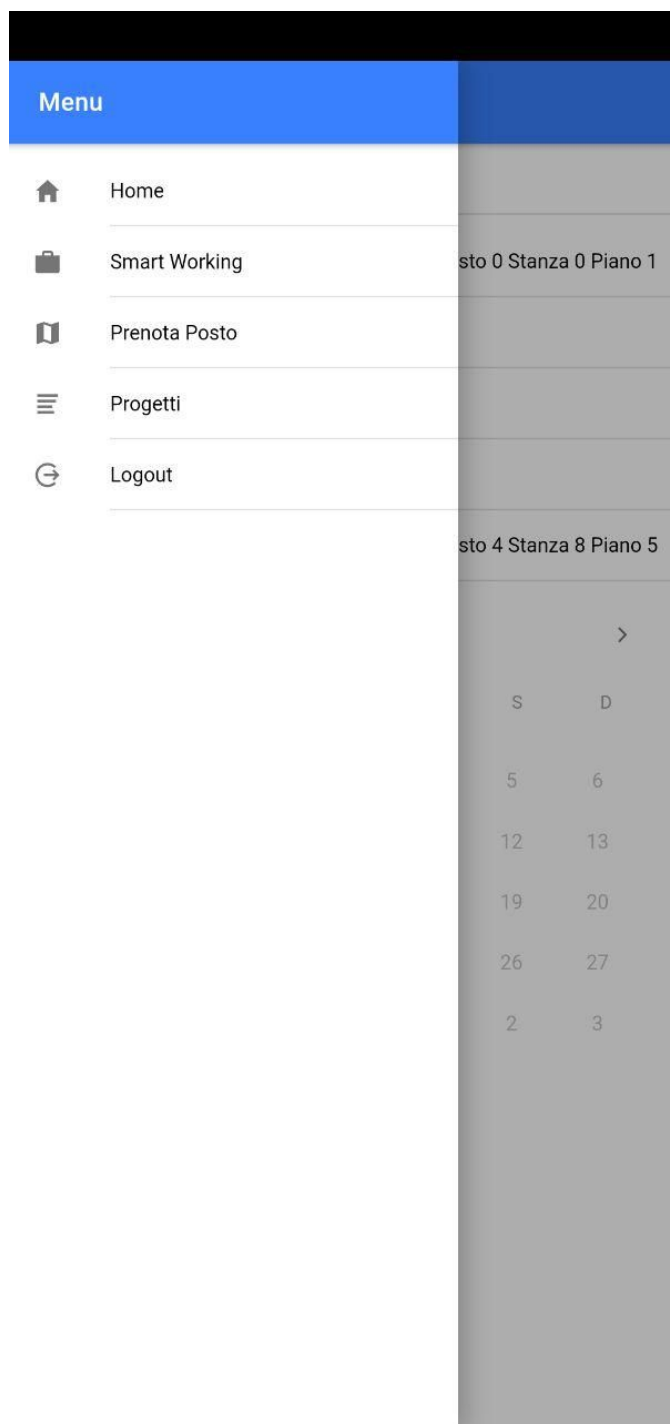 Menu
Home
Smart Working
sto 0 Stanza 0 Piano 1
Prenota Posto
Progetti
Logout
sto 4 Stanza 8 Piano 5
S D
5 6
12 13
19 20
26 27
2 3